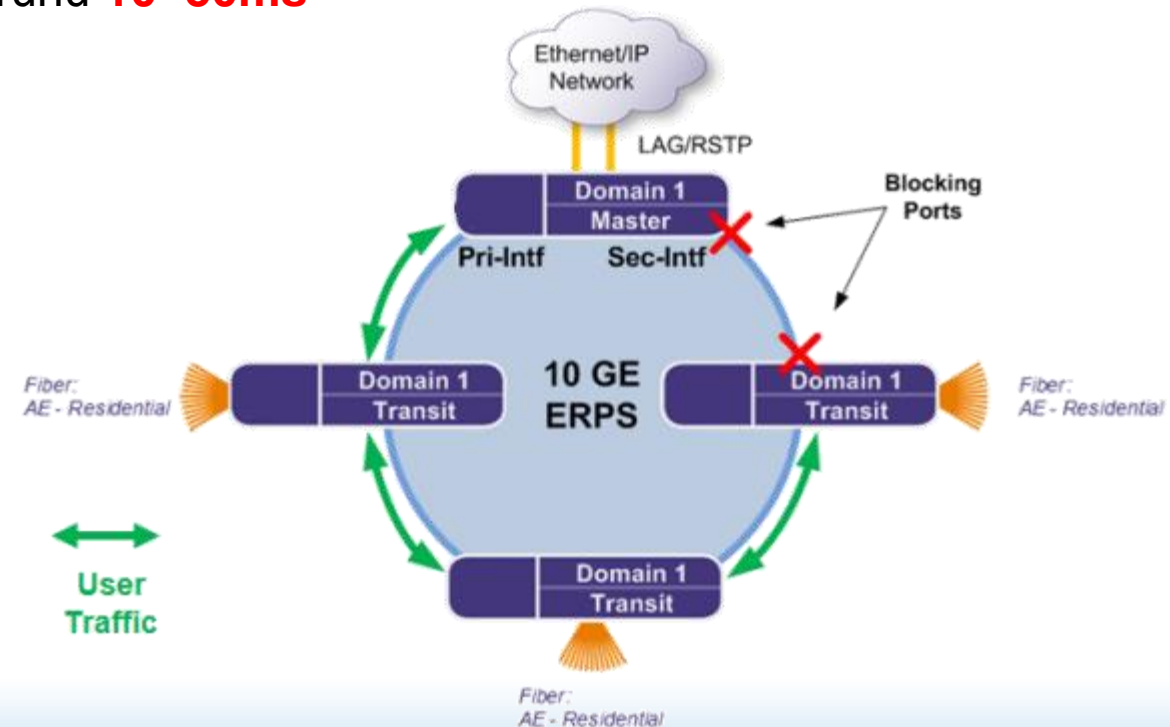 Ethernet/IP
Network
LAG/RSTP
Domain 1
Master
Blocking
Ports
Pri-Intf
Sec-Intf
Fiber:
AE - Residential
Domain 1
Transit
10 GE
ERPS
Domain 1
Transit
Fiber:
AE - Residential
User
Traffic
Domain 1
Transit
Fiber:
AE - Residential